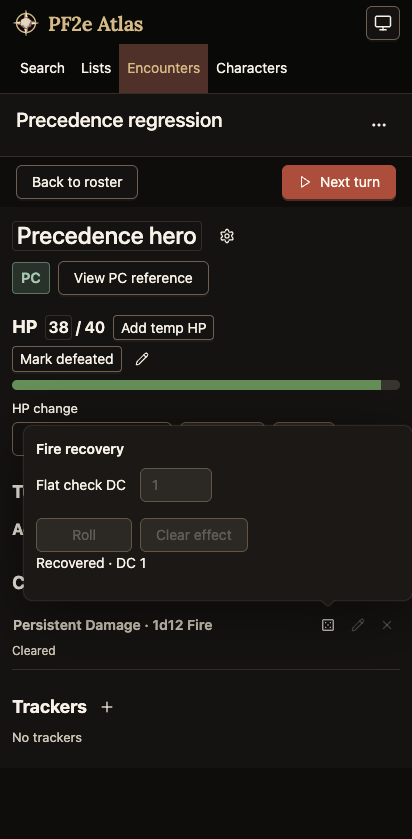 PF2e Atlas
Search Lists Encounters Characters
Precedence regression
Back to roster Next turn
Precedence hero
PC View PC reference
HP 38 / 40 Add temp HP
Mark defeated
HP change
Fire recovery
Flat check DC 1
Roll Clear effect
Recovered · DC 1
Persistent Damage · 1d12 Fire
Cleared
Trackers
No trackers